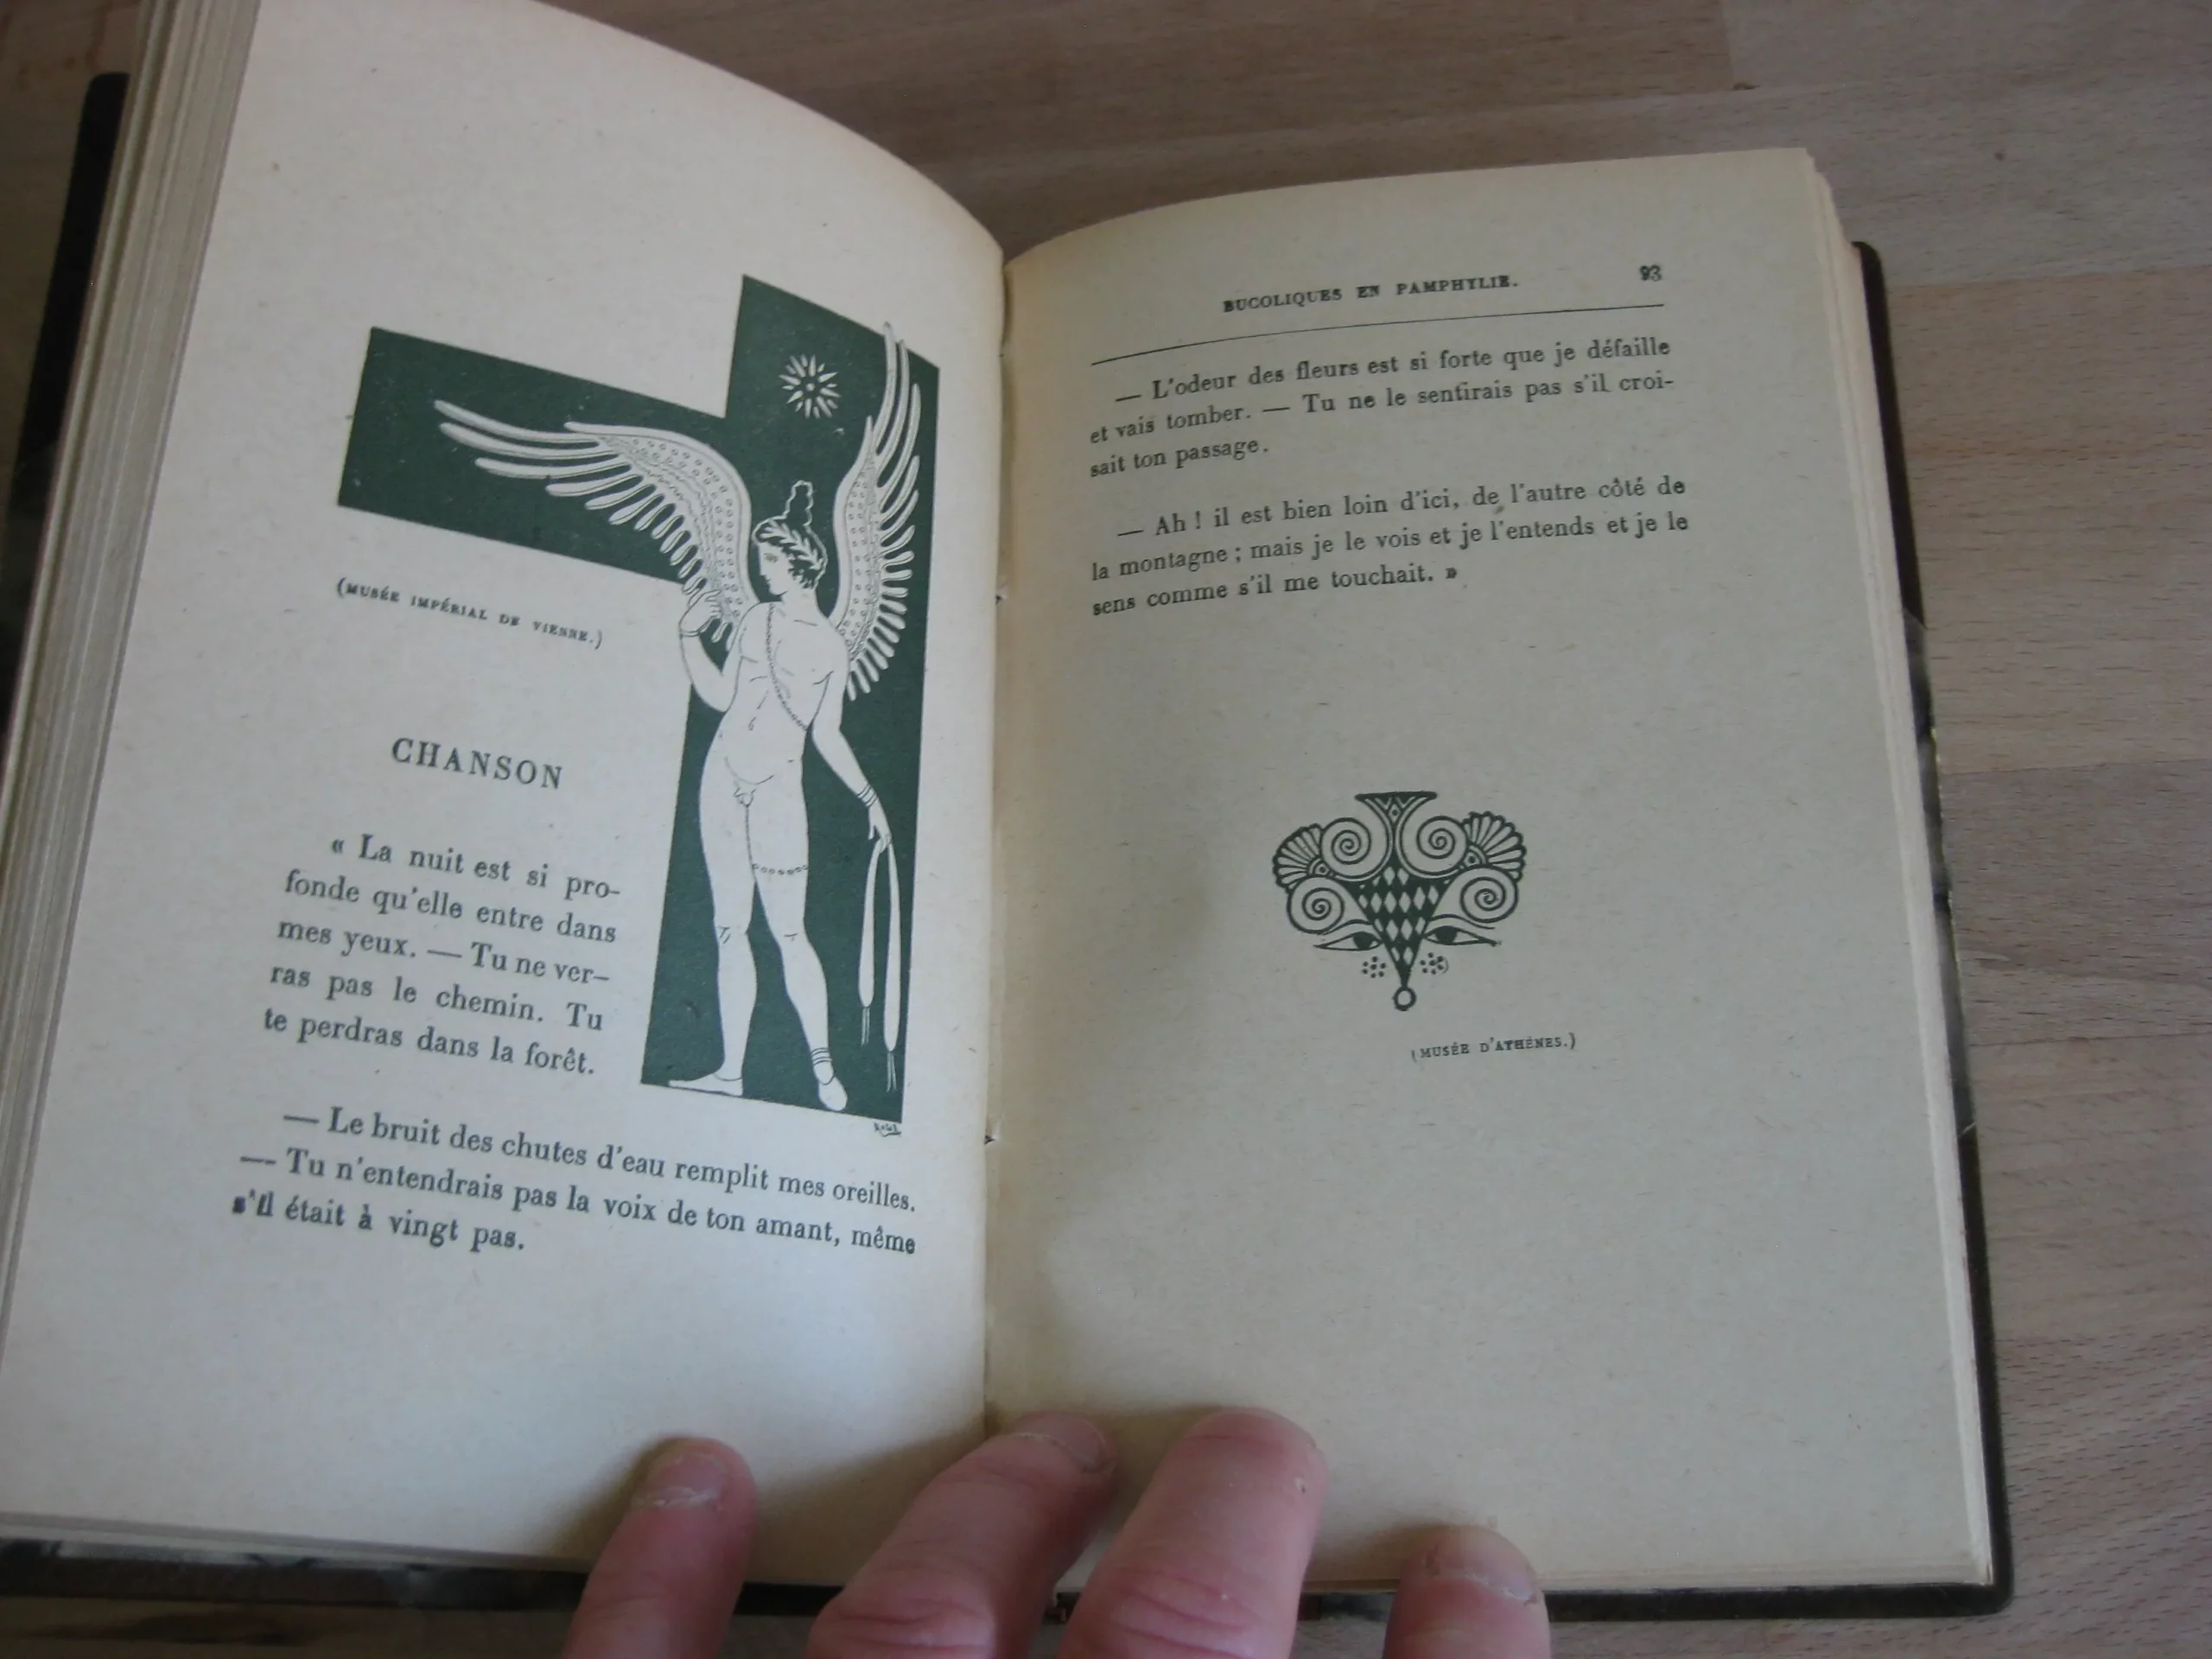 (MUSÉE IMPÉRIAL DE VIENNE.)
CHANSON
« La nuit est si pro-
fonde qu'elle entre dans
mes yeux. — Tu ne ver-
ras pas le chemin. Tu
te perdras dans la forêt.
— Le bruit des chutes d'eau remplit mes oreilles.
— Tu n'entendrais pas la voix de ton amant, même
s'il était à vingt pas.
BUCOLIQUES EN PAMPHYLIE. 93
— L'odeur des fleurs est si forte que je défaille
et vais tomber. — Tu ne le sentirais pas s'il croi-
sait ton passage.
— Ah ! il est bien loin d'ici, de l'autre côté de
la montagne ; mais je le vois et je l'entends et je le
sens comme s'il me touchait. »
(MUSÉE D'ATHÉNES.)